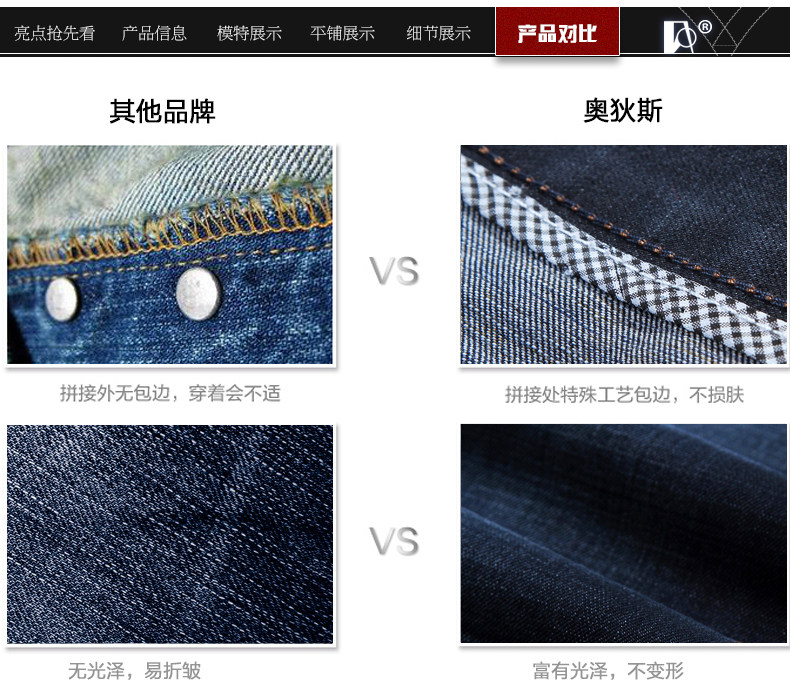 亮点抢先看 产品信息 模特展示 平铺展示 细节展示 产品对比 ®
其他品牌 奥狄斯
VS
拼接外无包边，穿着会不适 拼接处特殊工艺包边，不损肤
VS
无光泽，易折皱 富有光泽，不变形